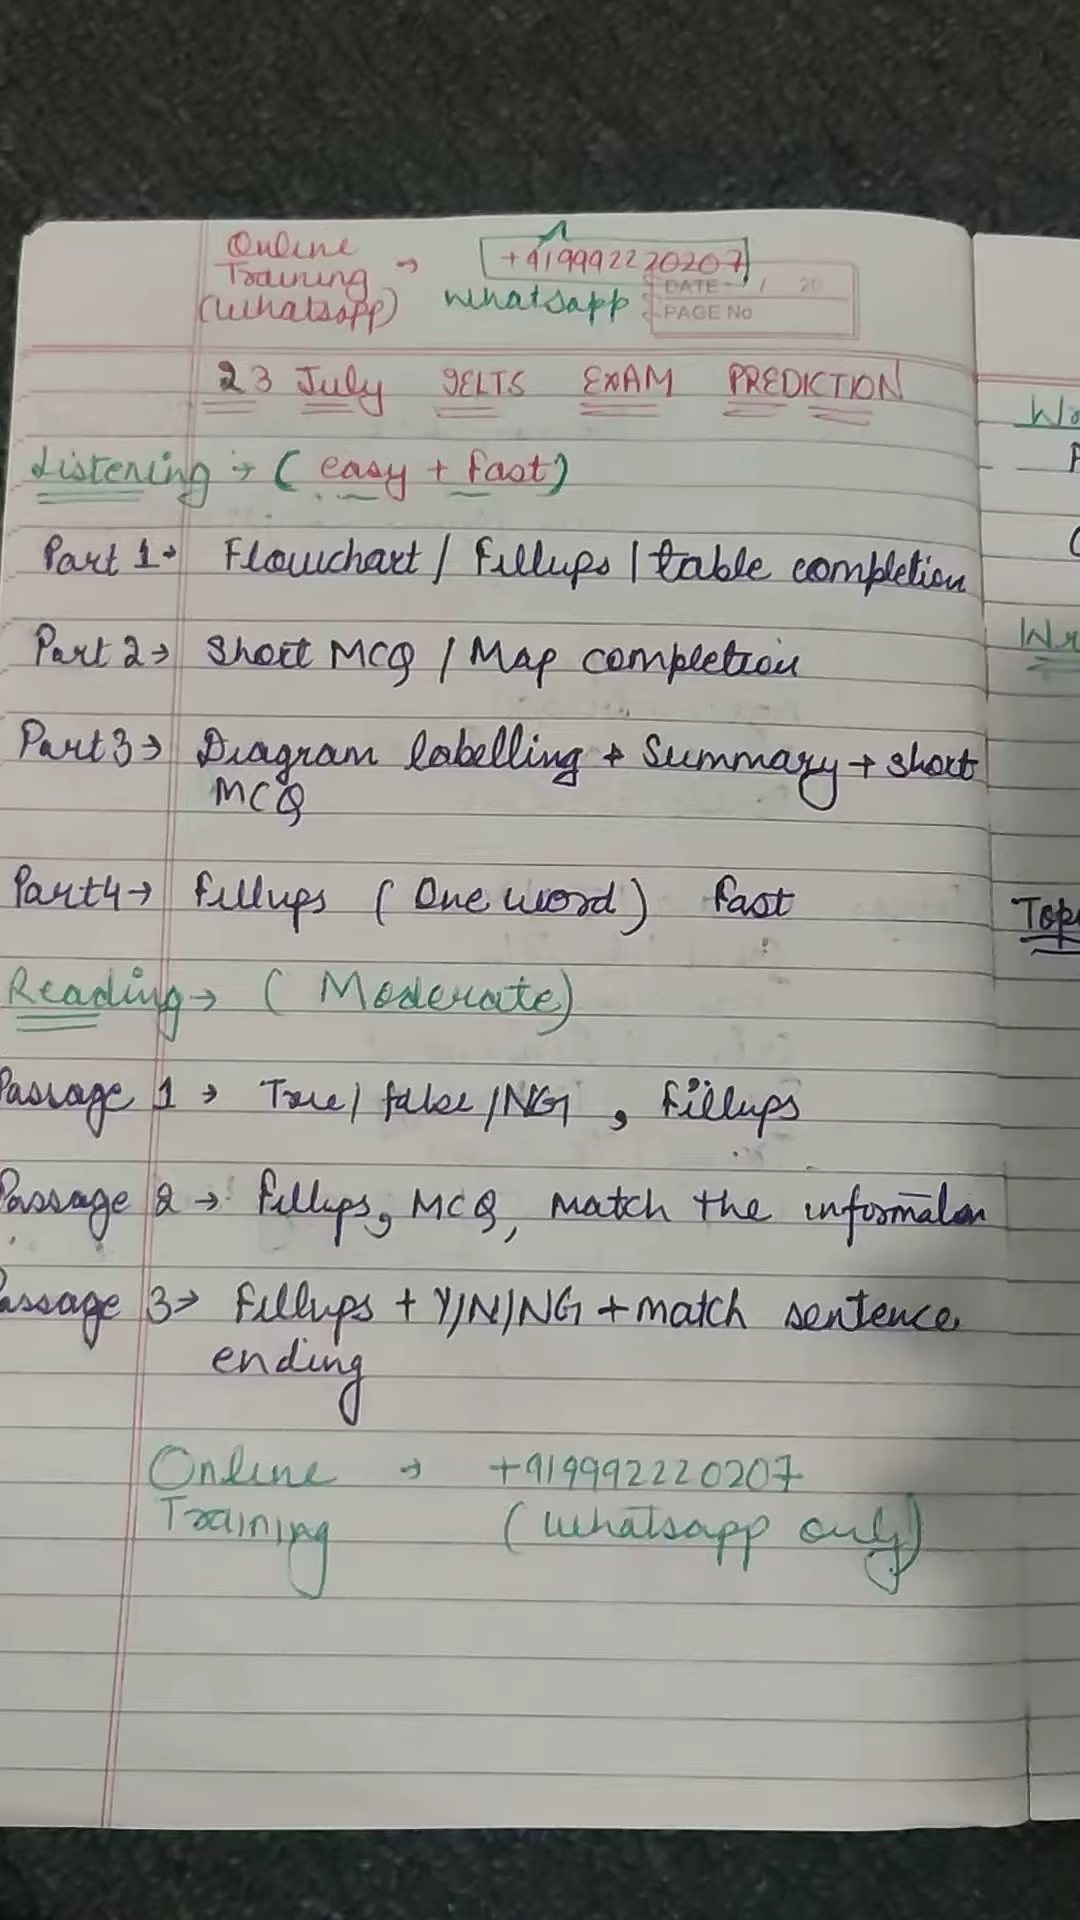 Online
Training → +919992220207
(Whatsapp) whatsapp
DATE / 20
PAGE No
23 July IELTS EXAM PREDICTION
Listening → (easy + fast)
Part 1 → Flowchart / Fillups / table completion
Part 2 → Short MCQ / Map completion
Part 3 → Diagram labelling + Summary + short
MCQ
Part 4 → Fillups (One word) fast
Reading → (Moderate)
Passage 1 → True / false / NG , Fillups
Passage 2 → Fillups, MCQ, match the information
Passage 3 → Fillups + Y/N/NG + match sentence
ending
Online → +919992220207
Training (whatsapp only)